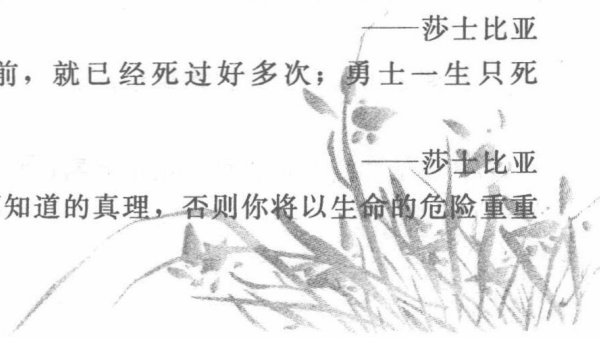 ——莎士比亚
前，就已经死过好多次；勇士一生只死
——莎士比亚
知道的真理，否则你将以生命的危险重重